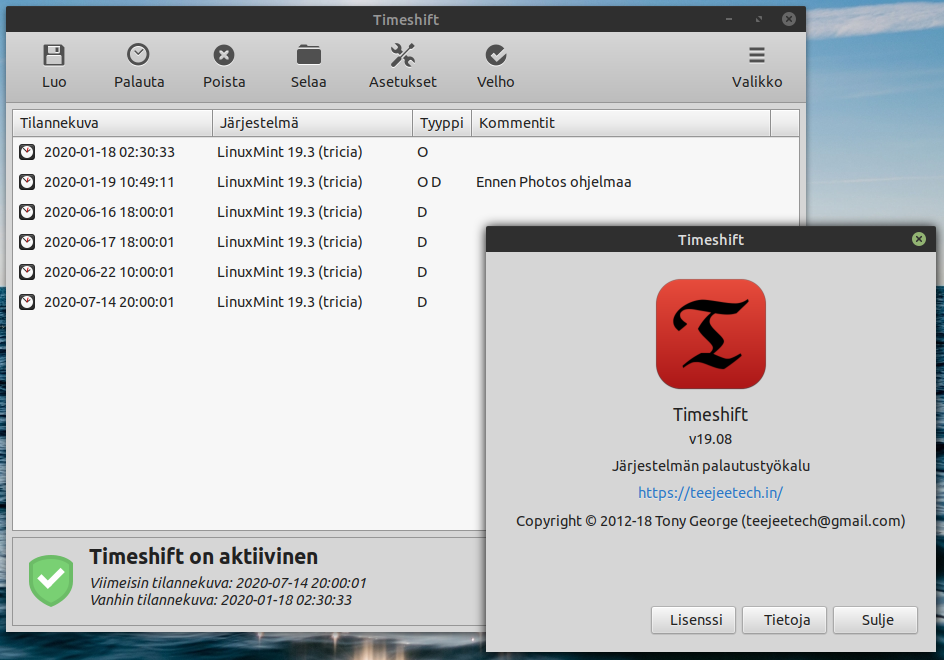 Timeshift
Luo Palauta Poista Selaa Asetukset Velho Valikko
Tilannekuva Järjestelmä Tyyppi Kommentit
2020-01-18 02:30:33 LinuxMint 19.3 (tricia) O
2020-01-19 10:49:11 LinuxMint 19.3 (tricia) O D Ennen Photos ohjelmaa
2020-06-16 18:00:01 LinuxMint 19.3 (tricia) D
2020-06-17 18:00:01 LinuxMint 19.3 (tricia) D
2020-06-22 10:00:01 LinuxMint 19.3 (tricia) D
2020-07-14 20:00:01 LinuxMint 19.3 (tricia) D
Timeshift on aktiivinen
Viimeisin tilannekuva: 2020-07-14 20:00:01
Vanhin tilannekuva: 2020-01-18 02:30:33
Timeshift
T
Timeshift
v19.08
Järjestelmän palautustyökalu
https://teejeetech.in/
Copyright © 2012-18 Tony George (teejeetech@gmail.com)
Lisenssi Tietoja Sulje